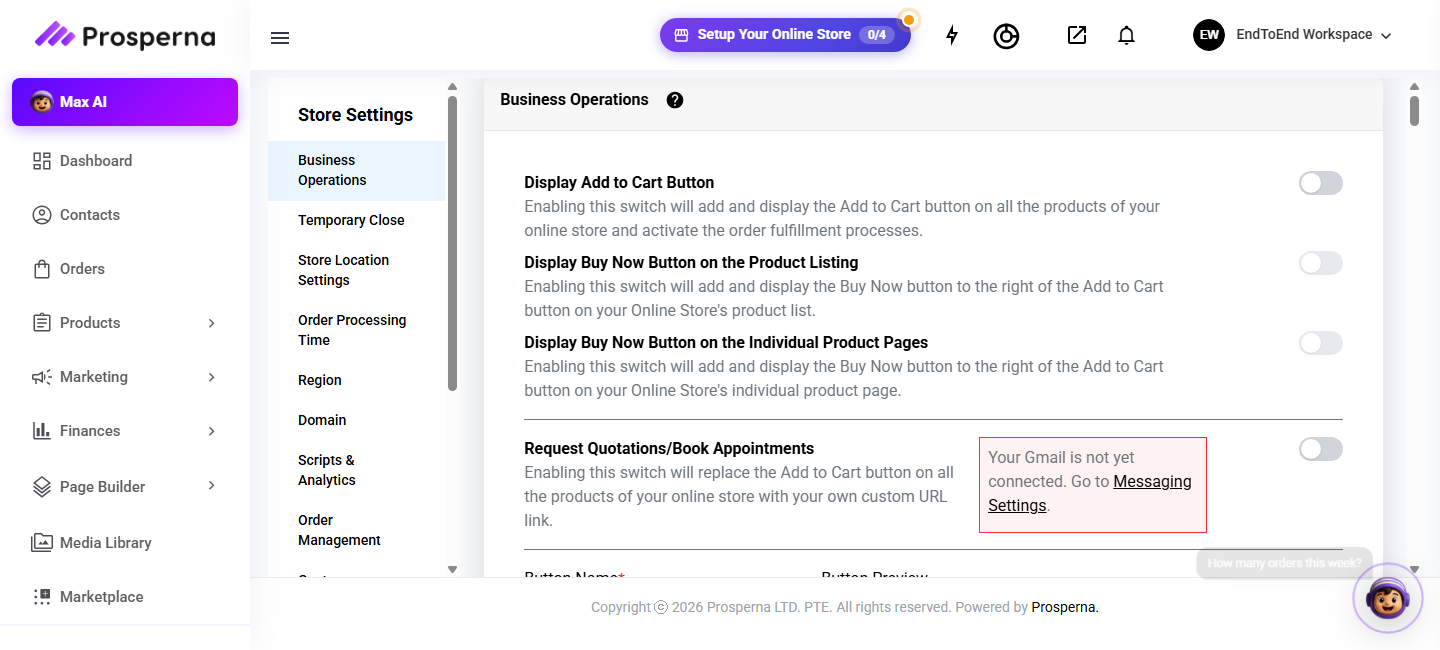 Prosperna
Setup Your Online Store 0/4
EW EndToEnd Workspace
Max AI
Dashboard
Contacts
Orders
Products
Marketing
Finances
Page Builder
Media Library
Marketplace
Store Settings
Business
Operations
Temporary Close
Store Location
Settings
Order Processing
Time
Region
Domain
Scripts &
Analytics
Order
Management
Business Operations
Display Add to Cart Button
Enabling this switch will add and display the Add to Cart button on all the products of your
online store and activate the order fulfillment processes.
Display Buy Now Button on the Product Listing
Enabling this switch will add and display the Buy Now button to the right of the Add to Cart
button on your Online Store's product list.
Display Buy Now Button on the Individual Product Pages
Enabling this switch will add and display the Buy Now button to the right of the Add to Cart
button on your Online Store's individual product page.
Request Quotations/Book Appointments
Enabling this switch will replace the Add to Cart button on all
the products of your online store with your own custom URL
link.
Your Gmail is not yet
connected. Go to Messaging
Settings.
Button Name* Button Preview
How many orders this week?
Copyright ⓒ 2026 Prosperna LTD. PTE. All rights reserved. Powered by Prosperna.